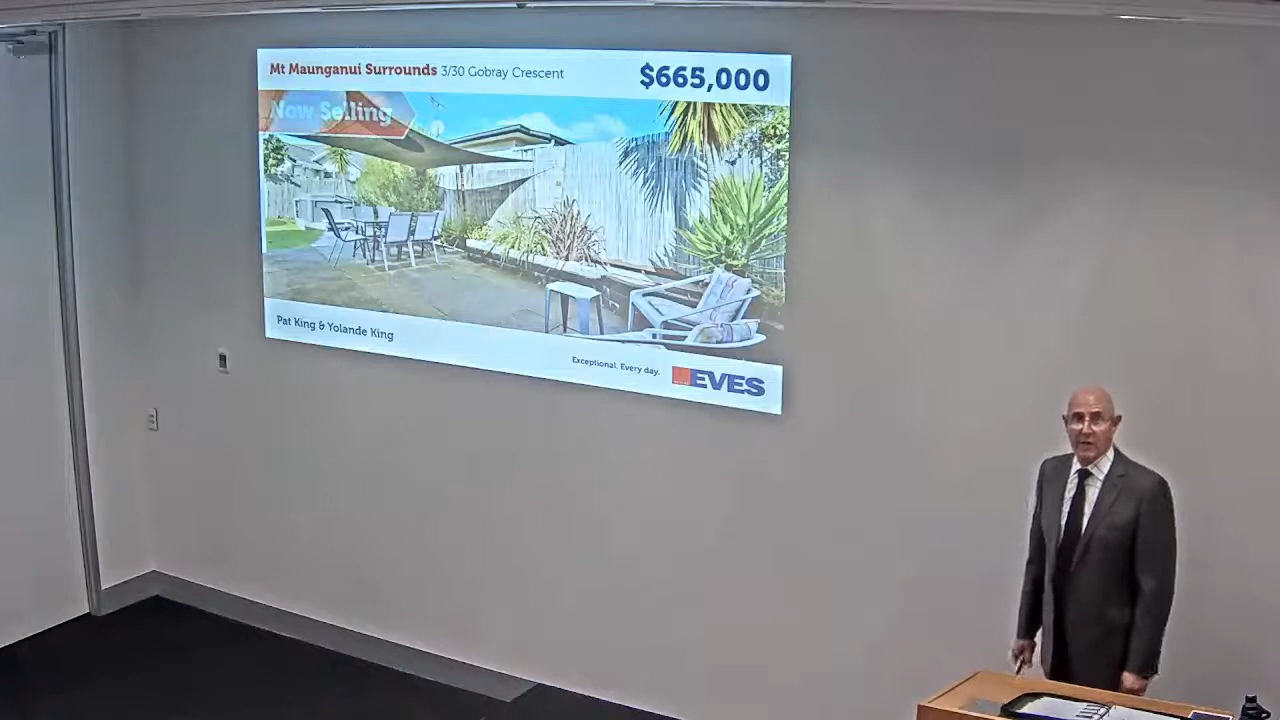 Mt Maunganui Surrounds 3/30 Gobray Crescent
$665,000
Now Selling
Pat King & Yolande King
Exceptional. Every day.
EVES